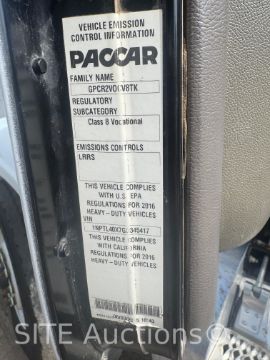 VEHICLE EMISSION
CONTROL INFORMATION
PACCAR
FAMILY NAME
REGULATORY
SUBCATEGORY
Class 8 Vocational
EMISSIONS CONTROLS
LRRS
THIS VEHICLE COMPLIES
WITH U.S. EPA
REGULATIONS FOR 2016
HEAVY - DUTY VEHICLES
VIN
THIS VEHICLE COMPLIES
WITH CALIFORNIA
REGULATIONS FOR 2016
HEAVY - DUTY VEHICLES
SITE Auctions©